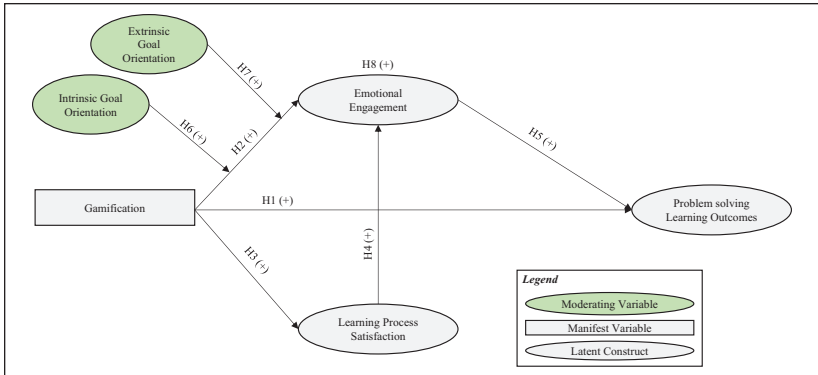 Extrinsic
Goal
Orientation
Intrinsic Goal
Orientation
H7 (+)
H6 (+)
H2 (+)
H8 (+)
Emotional
Engagement
H5 (+)
Gamification
H1 (+)
Problem solving
Learning Outcomes
H3 (+)
H4 (+)
Learning Process
Satisfaction
Legend
Moderating Variable
Manifest Variable
Latent Construct